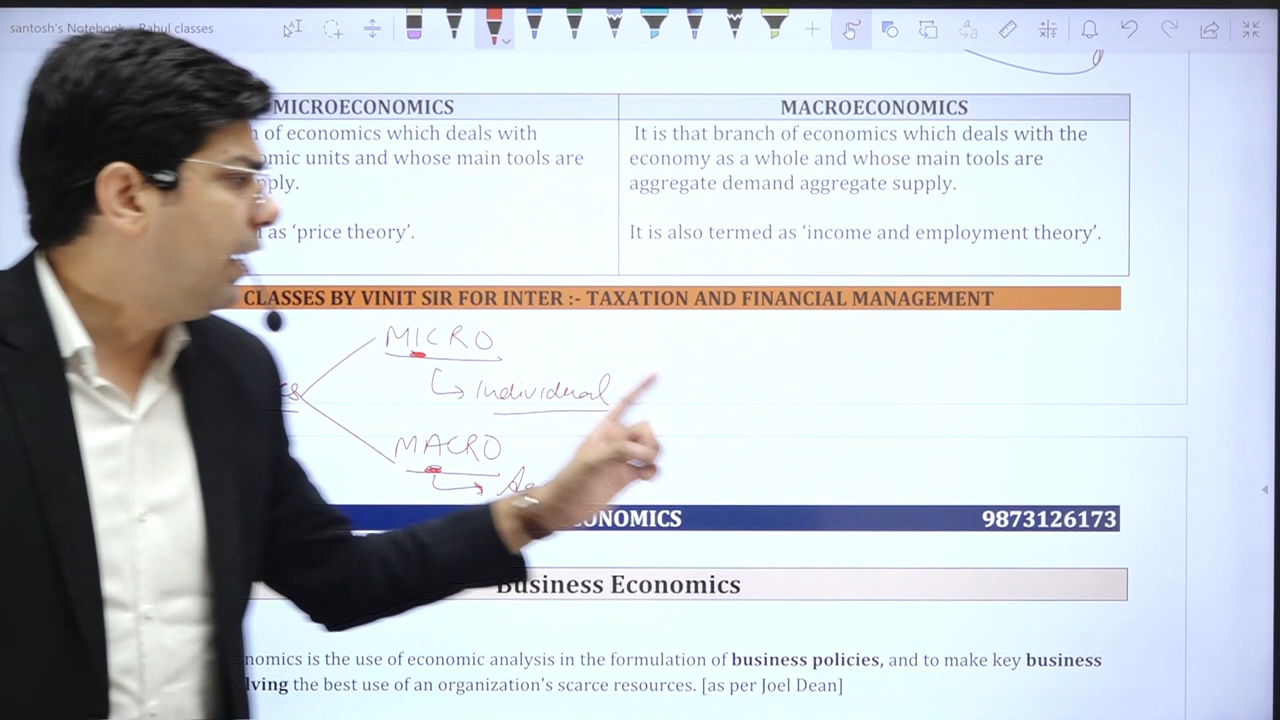 santosh's Notebook Rahul classes
MICROECONOMICS
MACROECONOMICS
of economics which deals with
units and whose main tools are
as 'price theory'.
It is that branch of economics which deals with the
economy as a whole and whose main tools are
aggregate demand aggregate supply.
It is also termed as 'income and employment theory'.
CLASSES BY VINIT SIR FOR INTER :- TAXATION AND FINANCIAL MANAGEMENT
MICRO
Individual
MACRO
9873126173
Business Economics
is the use of economic analysis in the formulation of business policies, and to make key business
the best use of an organization's scarce resources. [as per Joel Dean]